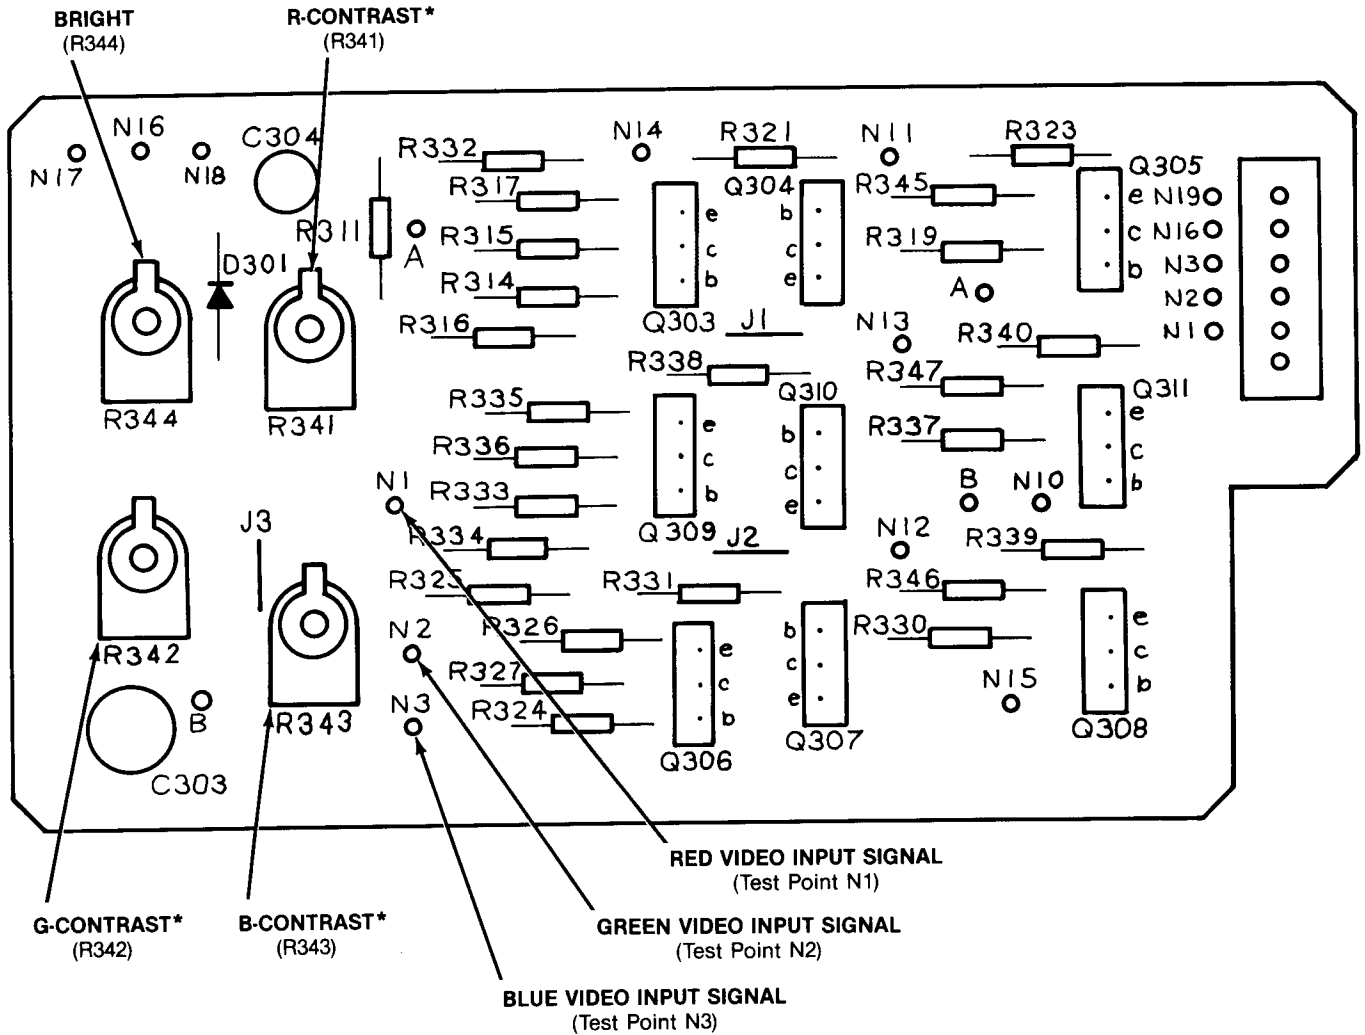 BRIGHT
(R344)
R-CONTRAST*
(R341)
N17
N16
N18
C304
R332
N14
R321
N11
R323
Q305
R317
Q304
R345
e
N19
R311
A
R315
e
c
b
b
c
e
R319
c
N16
b
N3
D301
R314
A
N2
R316
Q303
J1
N13
R340
N1
R338
R347
Q311
R344
R341
R335
Q310
R337
e
c
b
R336
e
c
b
b
c
e
N1
R333
B
N10
J3
R334
Q309
J2
N12
R339
R325
R331
R346
R342
N2
R326
b
c
e
R330
e
c
b
R327
e
c
b
N15
B
R343
N3
R324
Q306
Q307
Q308
C303
RED VIDEO INPUT SIGNAL
(Test Point N1)
G-CONTRAST*
(R342)
B-CONTRAST*
(R343)
GREEN VIDEO INPUT SIGNAL
(Test Point N2)
BLUE VIDEO INPUT SIGNAL
(Test Point N3)